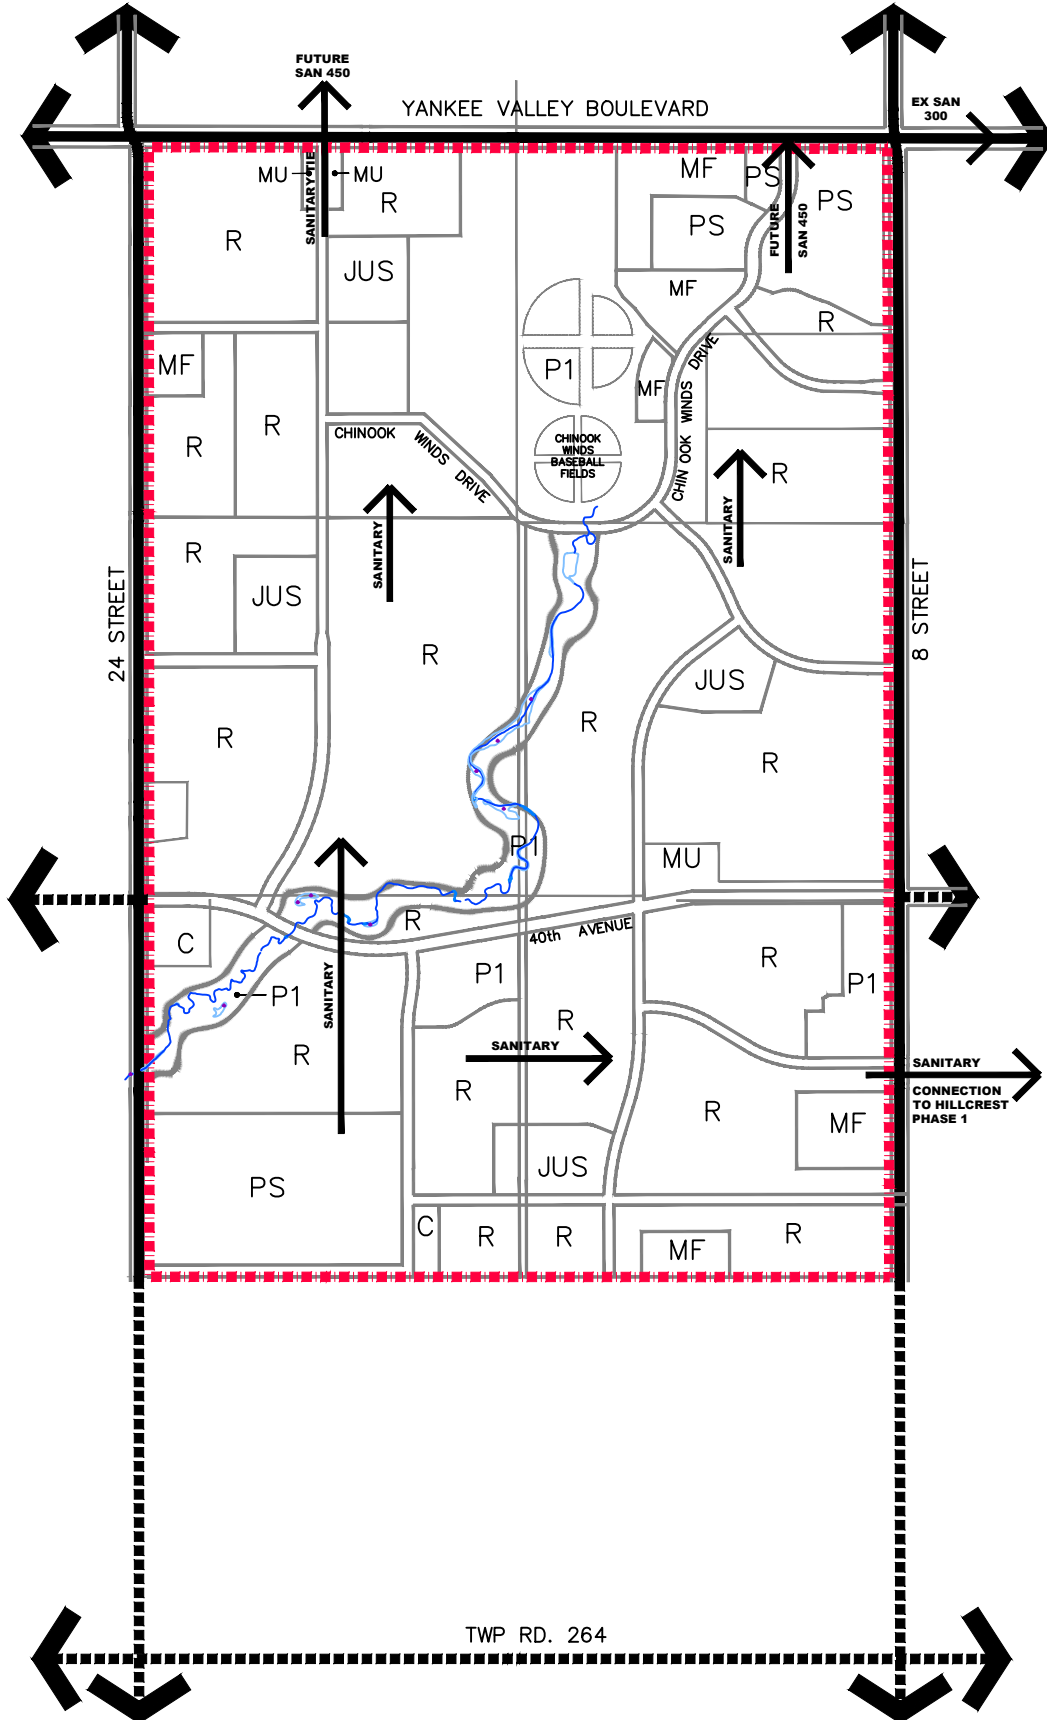 FUTURE
SAN 450
YANKEE VALLEY BOULEVARD
EX SAN
300
MU
MU
SANITARY TIE
R
R
JUS
MF
PS
PS
PS
FUTURE
SAN 450
MF
R
MF
R
R
P1
MF
CHINOOK WINDS DRIVE
CHINOOK WINDS DRIVE
CHINOOK
WINDS
BASEBALL
FIELDS
R
SANITARY
SANITARY
R
JUS
24 STREET
8 STREET
R
JUS
R
R
R
P1
MU
C
R
40th AVENUE
P1
SANITARY
R
P1
R
P1
R
SANITARY
R
SANITARY
CONNECTION
TO HILLCREST
PHASE 1
R
MF
JUS
PS
C
R
R
MF
R
TWP RD. 264